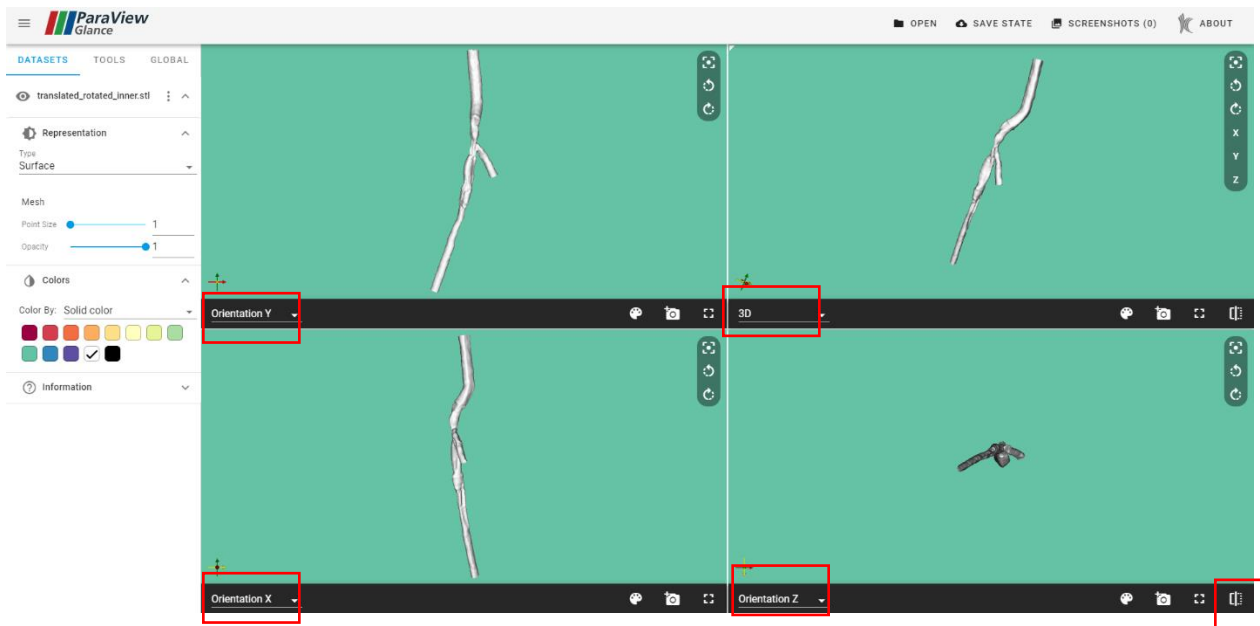 ParaView
Glance
OPEN
SAVE STATE
SCREENSHOTS (0)
ABOUT
DATASETS
TOOLS
GLOBAL
translated_rotated_inner.stl
Representation
Type
Surface
Mesh
Point Size
1
Opacity
1
Colors
Color By: Solid color
Information
Orientation Y
X
Y
Z
3D
Orientation X
Orientation Z